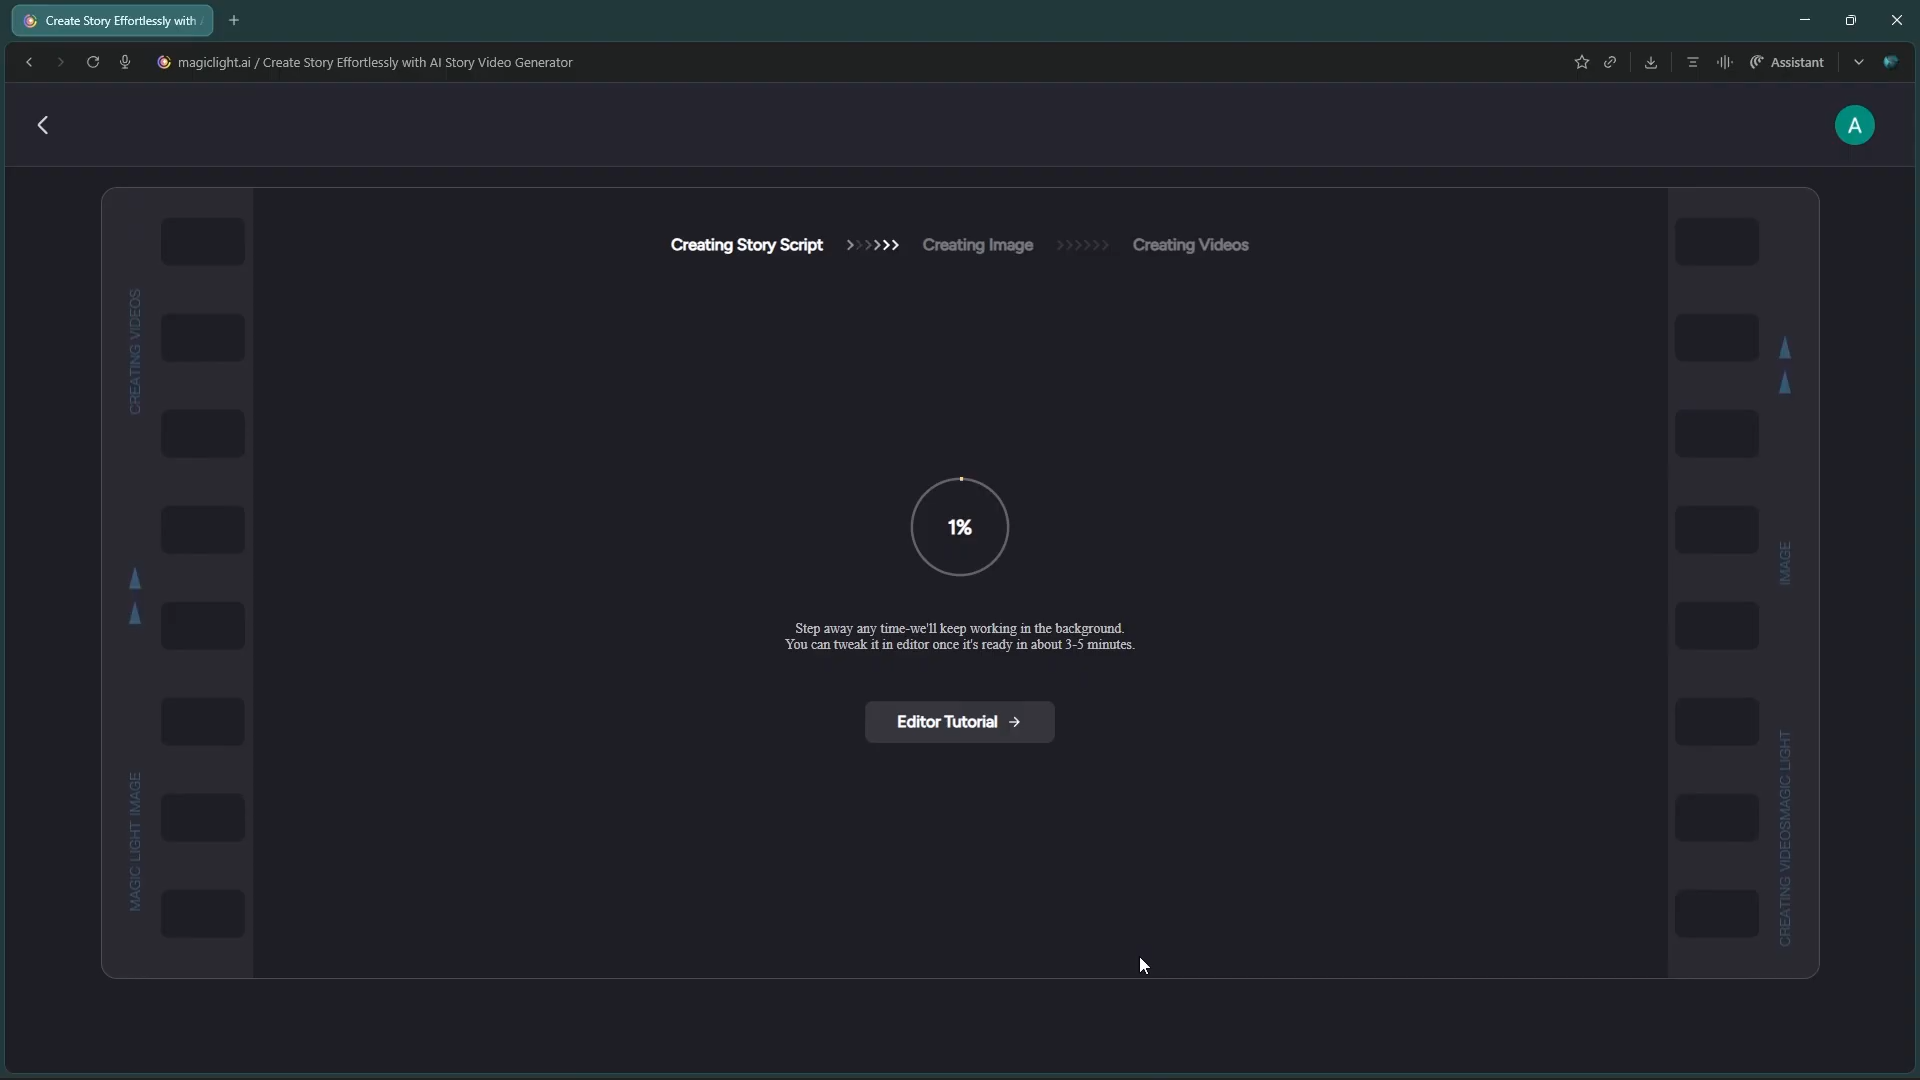 Create Story Effortlessly with
magiclight.ai / Create Story Effortlessly with AI Story Video Generator
Assistant
A
Creating Story Script
Creating Image
Creating Videos
CREATING VIDEOS
MAGIC LIGHT IMAGE
1%
Step away any time-we'll keep working in the background.
You can tweak it in editor once it's ready in about 3-5 minutes.
Editor Tutorial →
IMAGE
CREATING VIDEOSMAGIC LIGHT